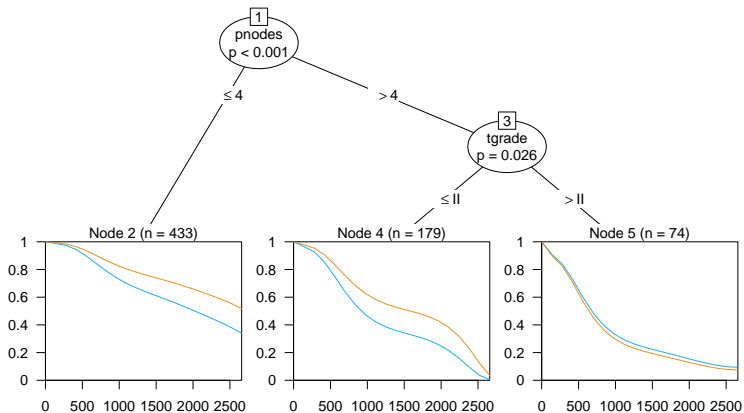 1
pnodes
p < 0.001
≤ 4
> 4
3
tgrade
p = 0.026
≤ II
> II
Node 2 (n = 433)
1
0.8
0.6
0.4
0.2
0
0 500 1000 1500 2000 2500
Node 4 (n = 179)
1
0.8
0.6
0.4
0.2
0
0 500 1000 1500 2000 2500
Node 5 (n = 74)
1
0.8
0.6
0.4
0.2
0
0 500 1000 1500 2000 2500